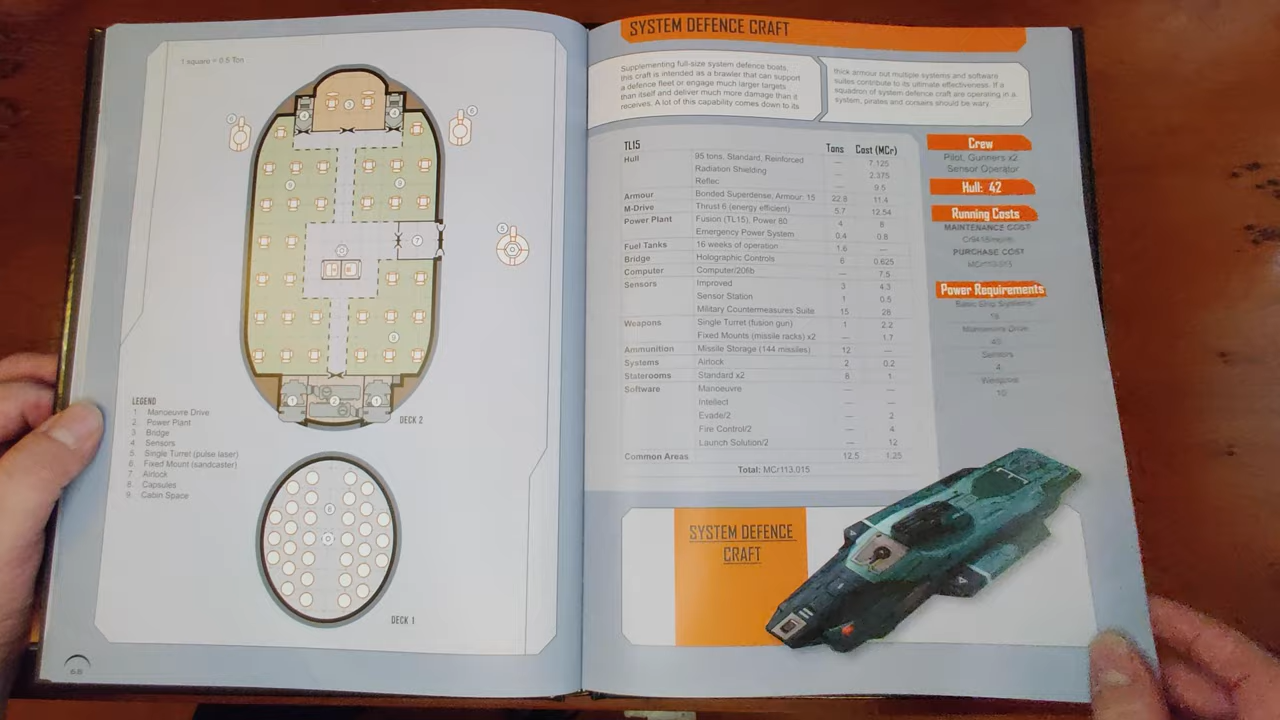 1 square = 0.5 Ton
LEGEND
1 Manoeuvre Drive
2 Power Plant
3 Bridge
4 Sensors
5 Single Turret (pulse laser)
6 Fixed Mount (sandcaster)
7 Airlock
8 Capsules
9 Cabin Space
DECK 2
DECK 1
SYSTEM DEFENCE CRAFT
Supplementing full-size system defence boats,
this craft is intended as a brawler that can support
a defence fleet or engage much larger targets
than itself and deliver much more damage than it
receives. A lot of this capability comes down to its
thick armour but multiple systems and software
suites contribute to its ultimate effectiveness. If a
squadron of system defence craft are operating in a
system, pirates and corsairs should be wary.
TL15 Tons Cost (MCr)
Hull 95 tons, Standard, Reinforced — 7.125
Radiation Shielding — 2.375
Reflec — 9.5
Armour Bonded Superdense, Armour: 15 22.8 11.4
M-Drive Thrust 6 (energy efficient) 5.7 12.54
Power Plant Fusion (TL15), Power 80 4 8
Emergency Power System 0.4 0.8
Fuel Tanks 16 weeks of operation 1.6 —
Bridge Holographic Controls 6 0.625
Computer Computer/20fib — 7.5
Sensors Improved 3 4.3
Sensor Station 1 0.5
Military Countermeasures Suite 15 28
Weapons Single Turret (fusion gun) 1 2.2
Fixed Mounts (missile racks) x2 — 1.7
Ammunition Missile Storage (144 missiles) 12 —
Systems Airlock 2 0.2
Staterooms Standard x2 8 1
Software Manoeuvre — —
Intellect — —
Evade/2 — 2
Fire Control/2 — 4
Launch Solution/2 — 12
Common Areas 12.5 1.25
Total: MCr113.015
Crew
Pilot, Gunners x2
Sensor Operator
Hull: 42
Running Costs
MAINTENANCE COST
PURCHASE COST
Power Requirements
Basic Ship Systems:
Manoeuvre Drive
Sensors
4
Weapons
10
SYSTEM DEFENCE
CRAFT